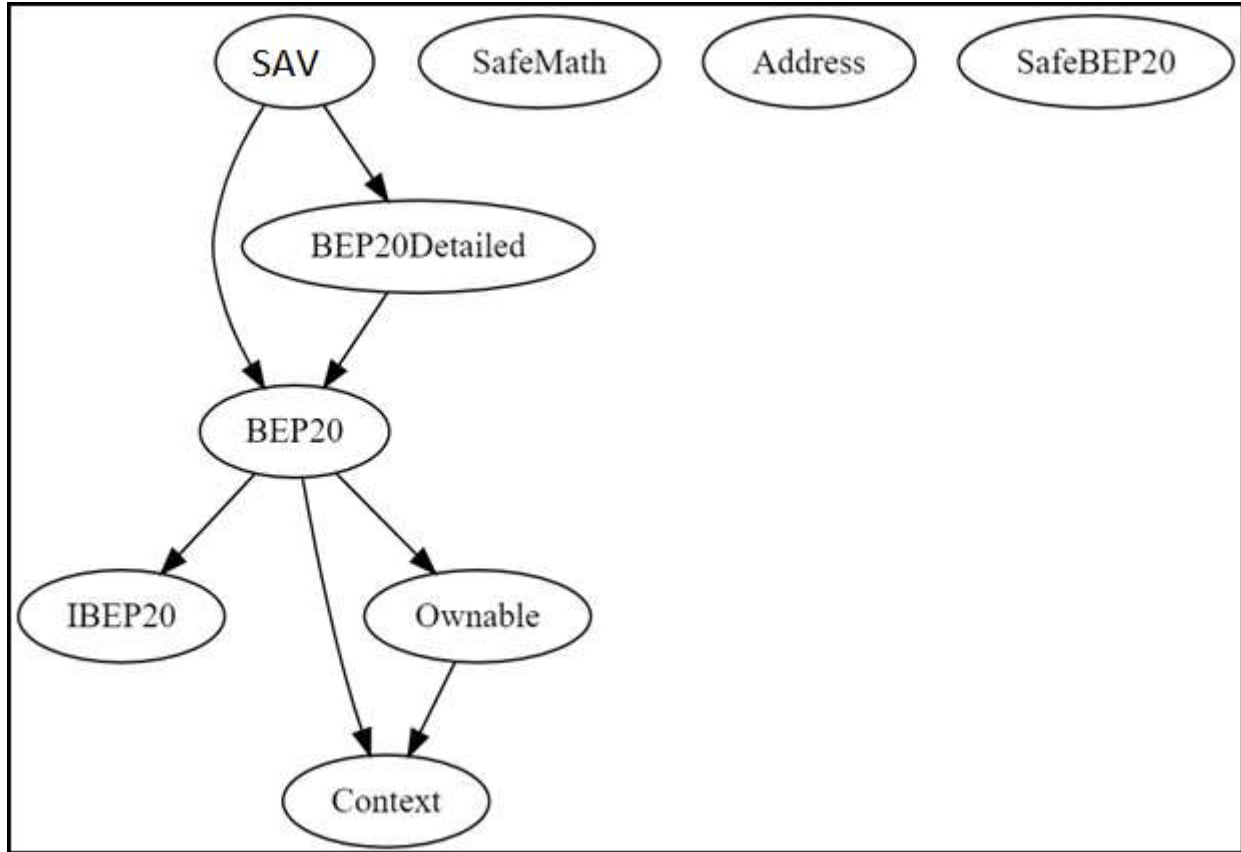 SAV
SafeMath
Address
SafeBEP20
BEP20Detailed
BEP20
IBEP20
Ownable
Context